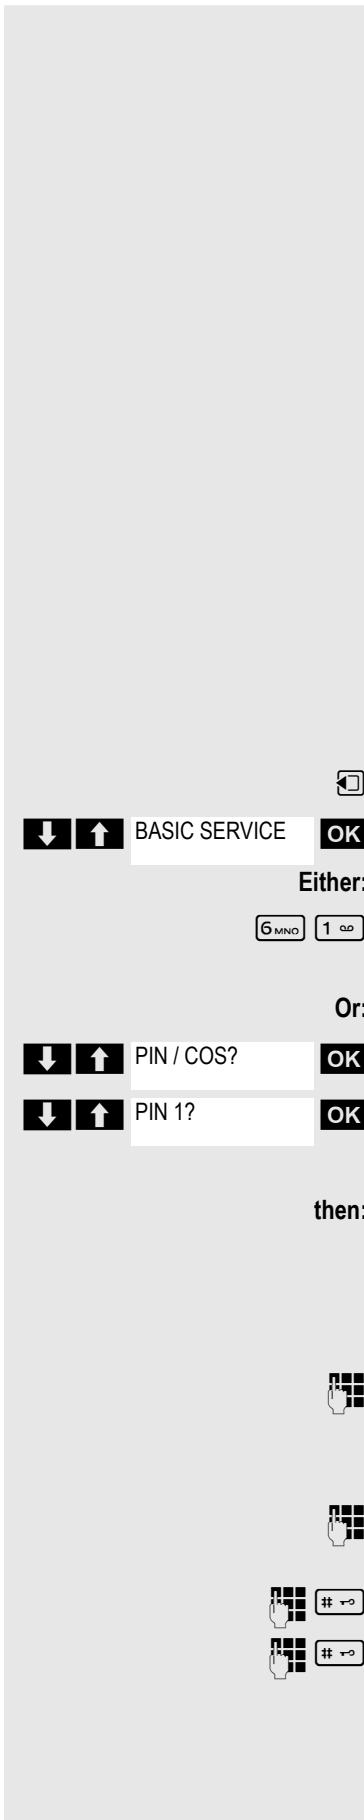 BASIC SERVICE OK
Either:
6 MNO 1
Or:
PIN / COS? OK
PIN 1? OK
then:
#
#